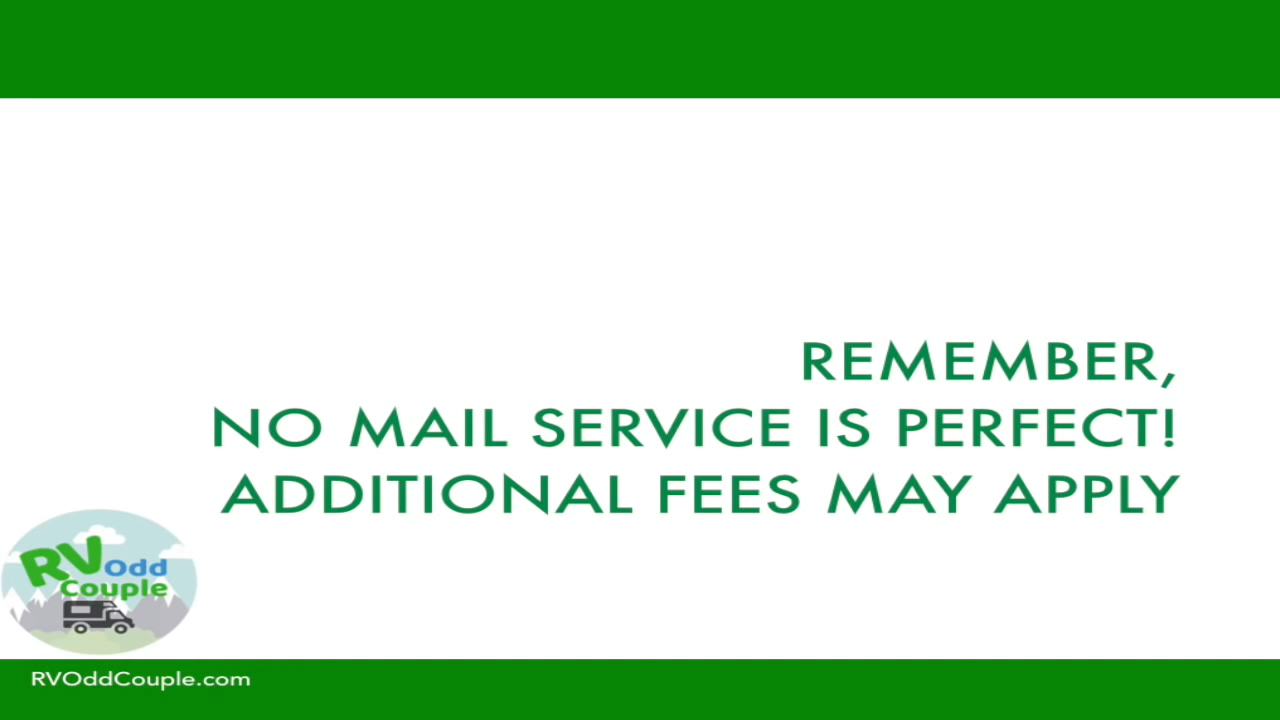 REMEMBER,
NO MAIL SERVICE IS PERFECT!
ADDITIONAL FEES MAY APPLY
RV Odd
Couple
RVOddCouple.com